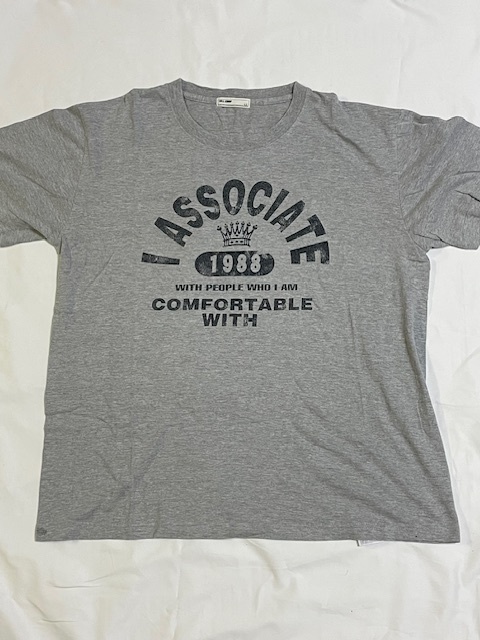 I ASSOCIATE
1988
WITH PEOPLE WHO I AM
COMFORTABLE
WITH